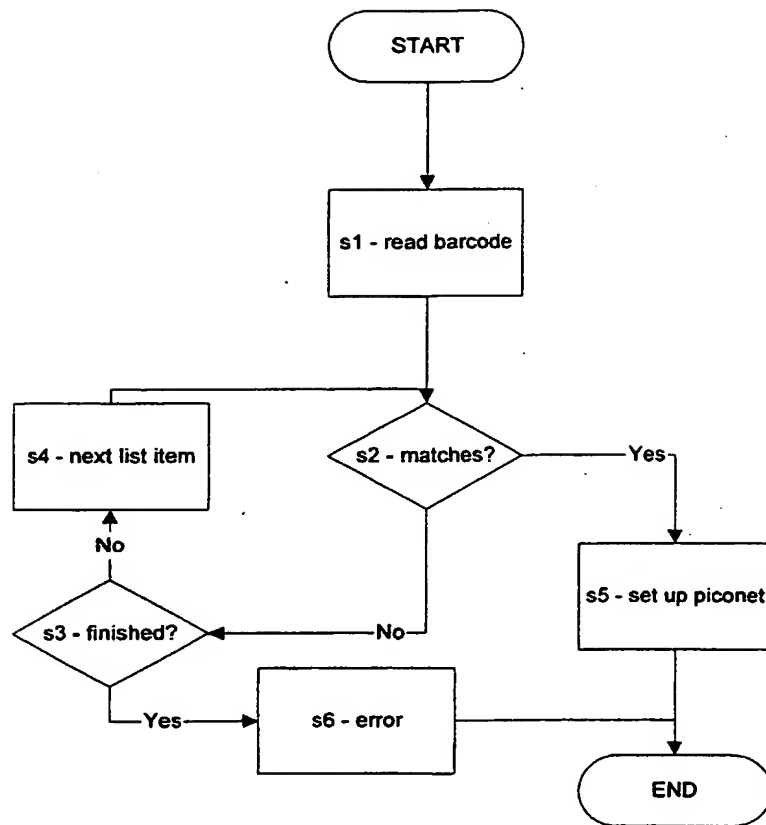 START
s1 - read barcode
s4 - next list item
s2 - matches?
Yes
No
s5 - set up piconet
s3 - finished?
No
Yes
s6 - error
END